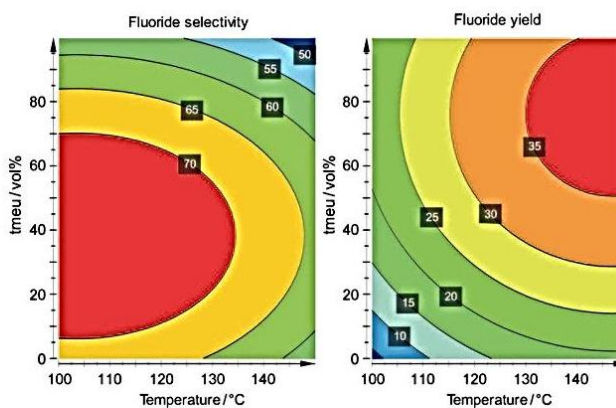 Fluoride selectivity
Fluoride yield
tmeu / vol%
80
60
40
20
0
50
55
60
65
70
100 110 120 130 140
Temperature / °C
tmeu / vol%
80
60
40
20
0
35
30
25
20
15
10
100 110 120 130 140
Temperature / °C